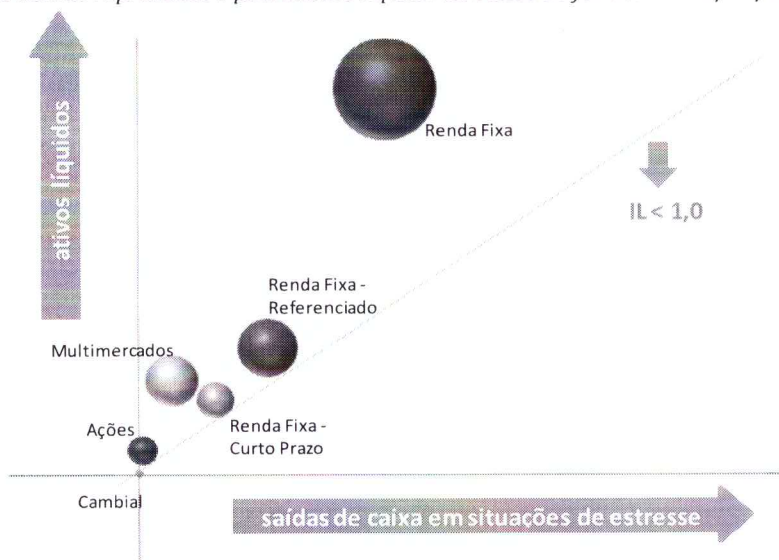 ativos líquidos
Renda Fixa
IL < 1,0
Renda Fixa -
Referenciado
Multimercados
Renda Fixa -
Curto Prazo
Ações
Cambial
saídas de caixa em situações de estresse